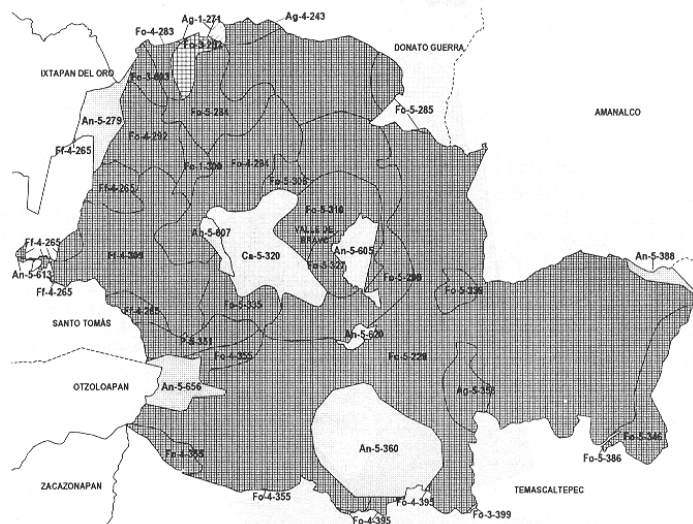 Ag-1-271
Ag-4-243
Fo-4-283
DONATO GUERRA
IXTAPAN DEL ORO
Fo-5-285
AMANALCO
An-5-279
Fo-5-284
Fo-4-292
Ff-4-265
Fo-1-300
Fo-4-294
Ff-4-265
Fo-5-310
An-5-607
VALLE DE
BRAVO
Ff-4-265
Ff-4-309
Ca-5-320
An-5-605
An-5-388
Fo-5-327
An-5-613
Fo-5-290
Ff-4-265
Fo-5-336
Fo-5-335
Ff-4-265
SANTO TOMÁS
An-5-620
Fo-4-355
Fo-5-228
OTZOLOAPAN
An-5-656
Fo-5-346
An-5-360
Fo-4-355
Fo-5-386
ZACAZONAPAN
Fo-4-355
Fo-4-395
TEMASCALTEPEC
Fo-4-395
Fo-3-399